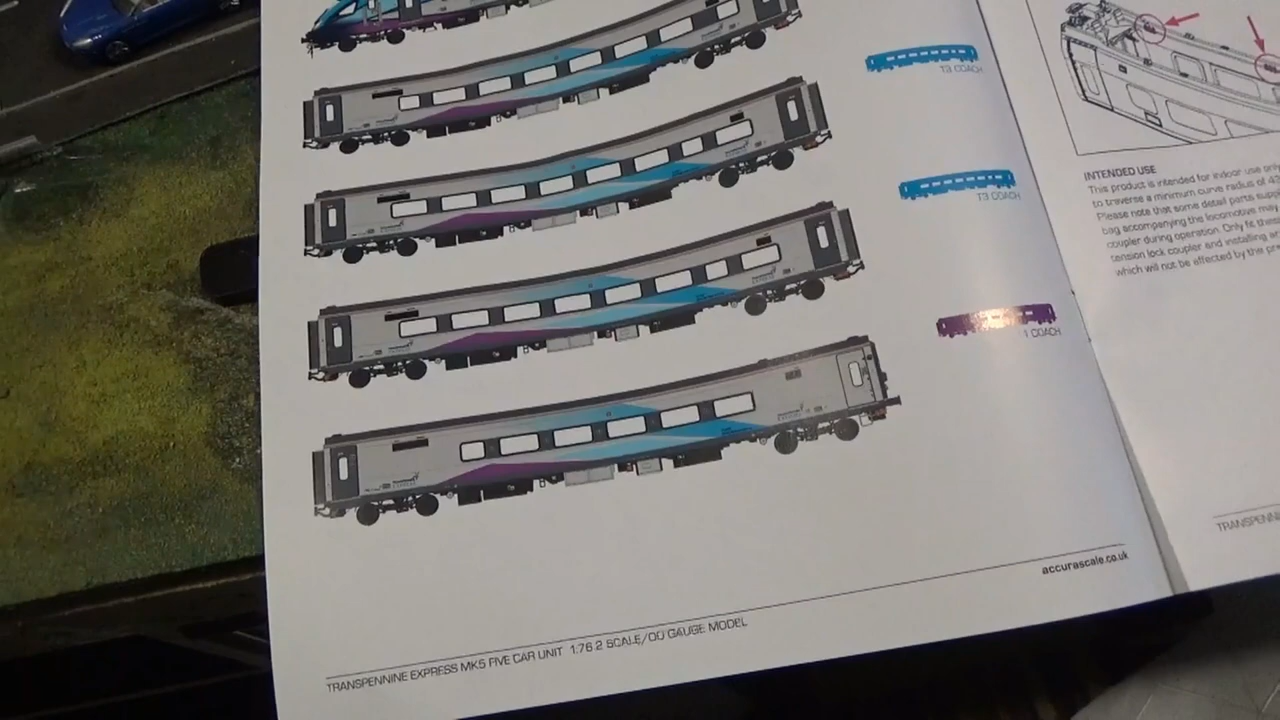 T3 COACH
T3 COACH
1 COACH
accurascale.co.uk
TRANSPENNINE EXPRESS MK5 FIVE CAR UNIT 1:76.2 SCALE/OO GAUGE MODEL
INTENDED USE
This product is intended for indoor use only
to traverse a minimum curve radius of
Please note that some detail parts
bag accompanying the locomotive may
coupler during operation. Only
tension lock coupler and installing
which will not be affected by the